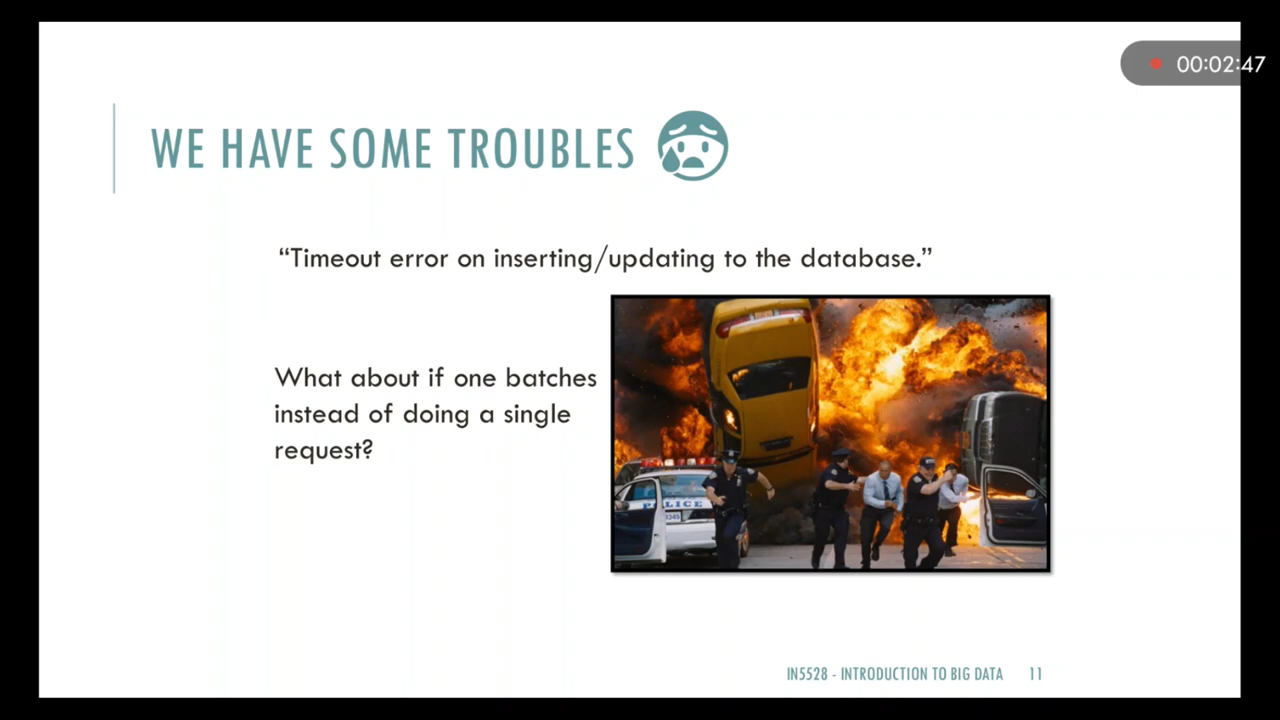 00:02:47
WE HAVE SOME TROUBLES
“Timeout error on inserting/updating to the database.”
What about if one batches
instead of doing a single
request?
POLICE
IN5528 - INTRODUCTION TO BIG DATA 11